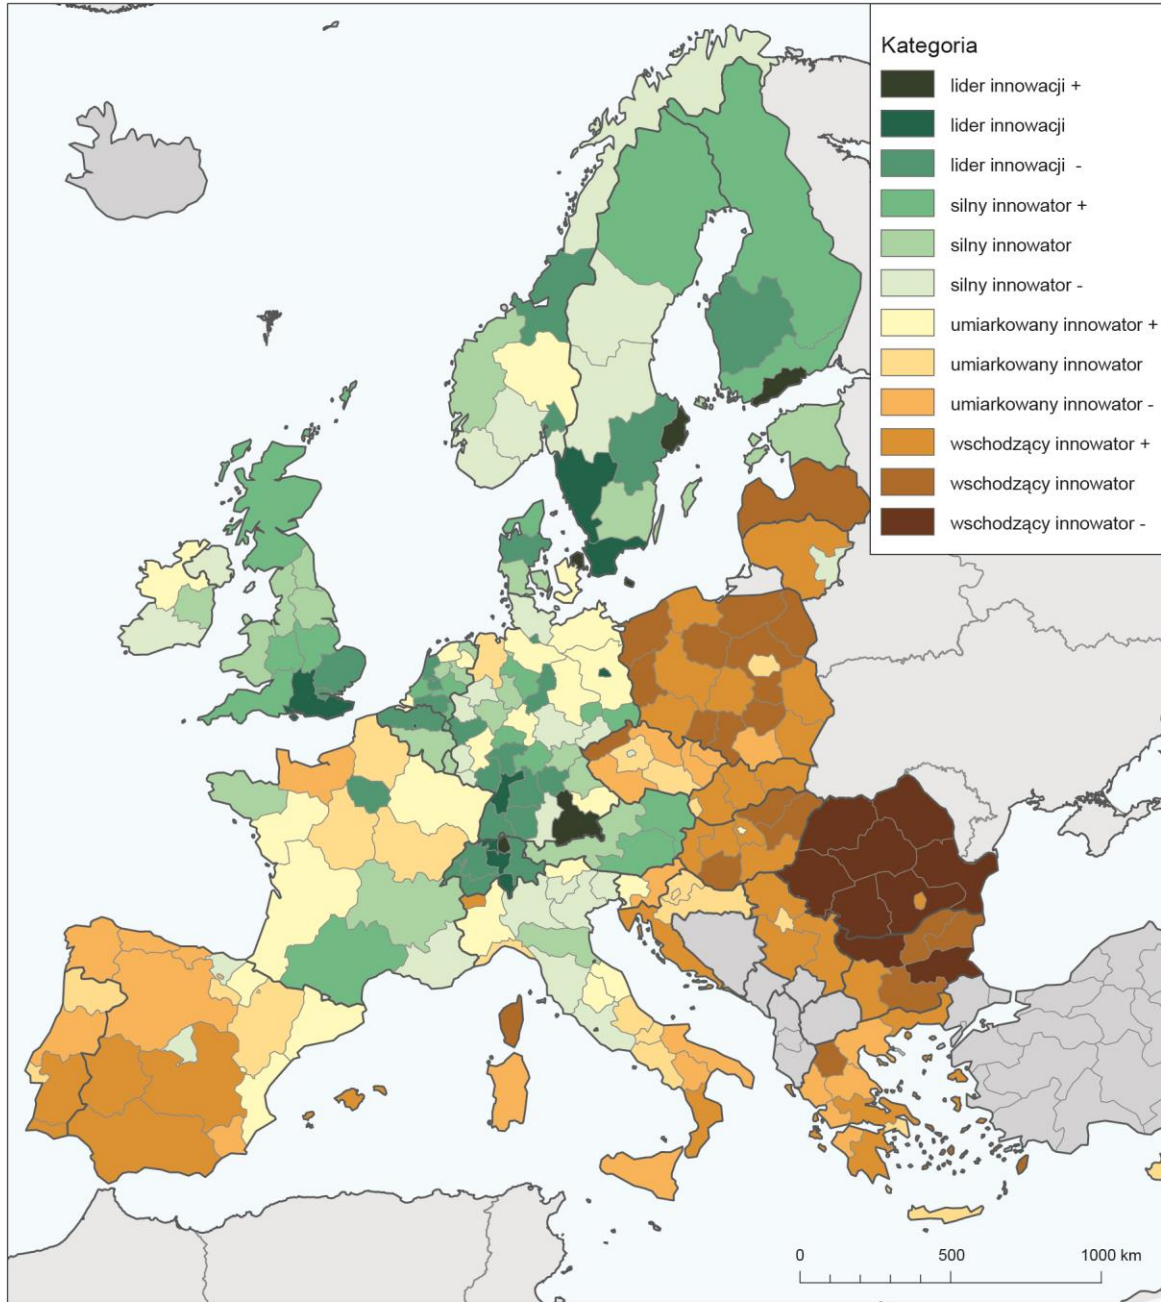 Kategoria
lider innowacji +
lider innowacji
lider innowacji -
silny innowator +
silny innowator
silny innowator -
umiarkowany innowator +
umiarkowany innowator
umiarkowany innowator -
wschodzący innowator +
wschodzący innowator
wschodzący innowator -
0 500 1000 km